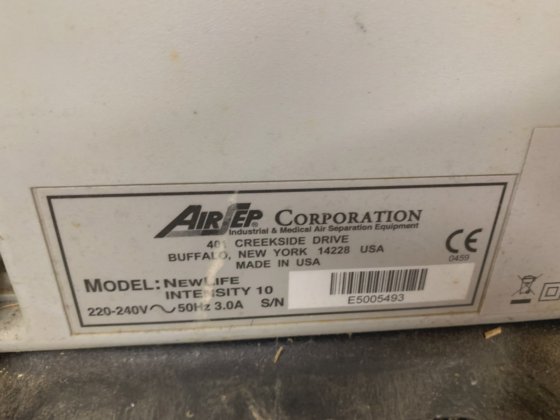 AIRSEP® CORPORATION
Industrial & Medical Air Separation Equipment
401 CREEKSIDE DRIVE
BUFFALO, NEW YORK 14228 USA
MADE IN USA
CE
0459
MODEL: NEWLIFE
INTENSITY 10
220-240V ~ 50Hz 3.0A S/N
E5005493